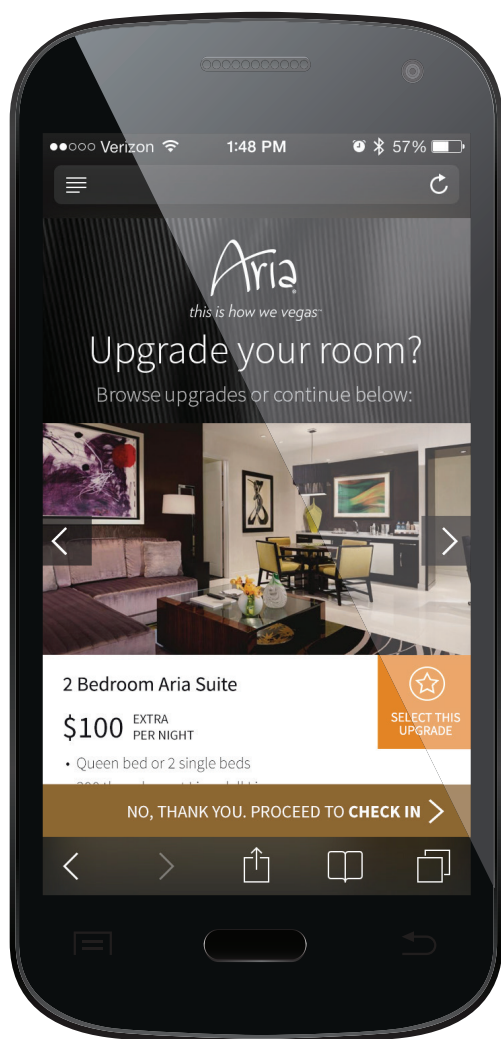 Verizon 1:48 PM 57%
Aria
this is how we vegas
Upgrade your room?
Browse upgrades or continue below:
2 Bedroom Aria Suite
$100 EXTRA
PER NIGHT
SELECT THIS
UPGRADE
• Queen bed or 2 single beds
NO, THANK YOU. PROCEED TO CHECK IN